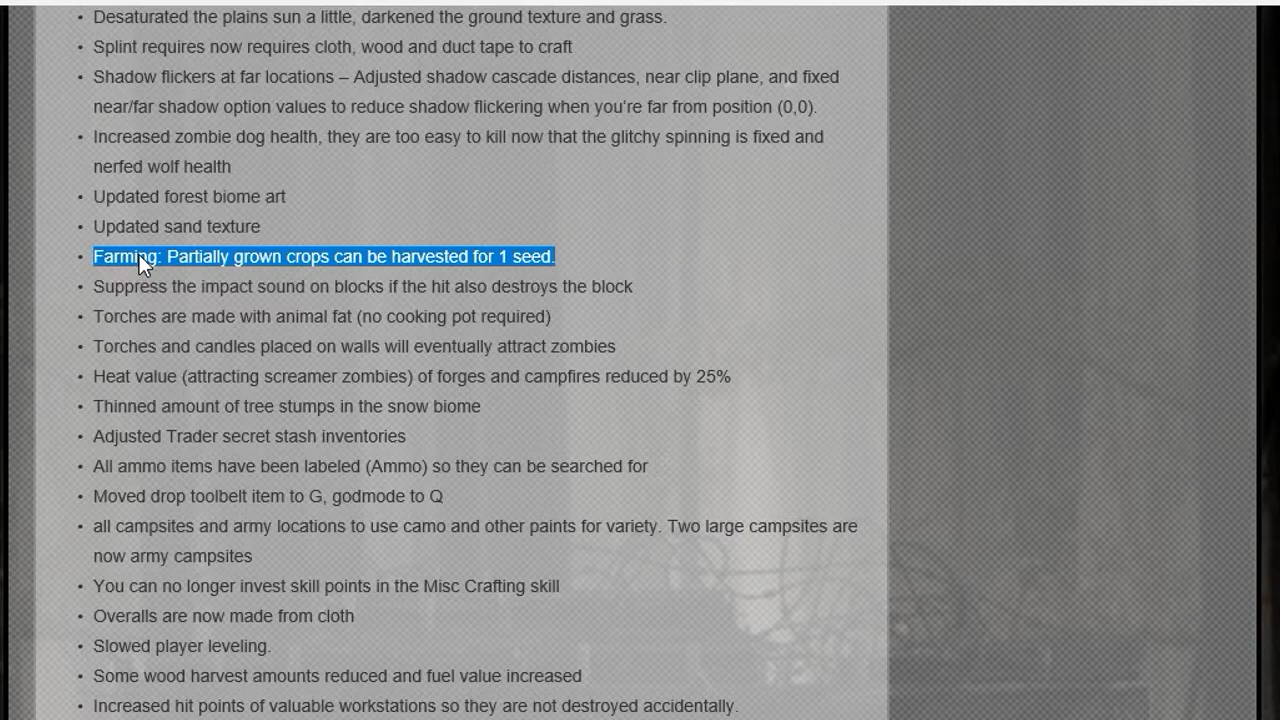 • Desaturated the plains sun a little, darkened the ground texture and grass.
• Splint requires now requires cloth, wood and duct tape to craft
• Shadow flickers at far locations – Adjusted shadow cascade distances, near clip plane, and fixed
near/far shadow option values to reduce shadow flickering when you're far from position (0,0).
• Increased zombie dog health, they are too easy to kill now that the glitchy spinning is fixed and
nerfed wolf health
• Updated forest biome art
• Updated sand texture
• Farming: Partially grown crops can be harvested for 1 seed.
• Suppress the impact sound on blocks if the hit also destroys the block
• Torches are made with animal fat (no cooking pot required)
• Torches and candles placed on walls will eventually attract zombies
• Heat value (attracting screamer zombies) of forges and campfires reduced by 25%
• Thinned amount of tree stumps in the snow biome
• Adjusted Trader secret stash inventories
• All ammo items have been labeled (Ammo) so they can be searched for
• Moved drop toolbelt item to G, godmode to Q
• all campsites and army locations to use camo and other paints for variety. Two large campsites are
now army campsites
• You can no longer invest skill points in the Misc Crafting skill
• Overalls are now made from cloth
• Slowed player leveling.
• Some wood harvest amounts reduced and fuel value increased
• Increased hit points of valuable workstations so they are not destroyed accidentally.